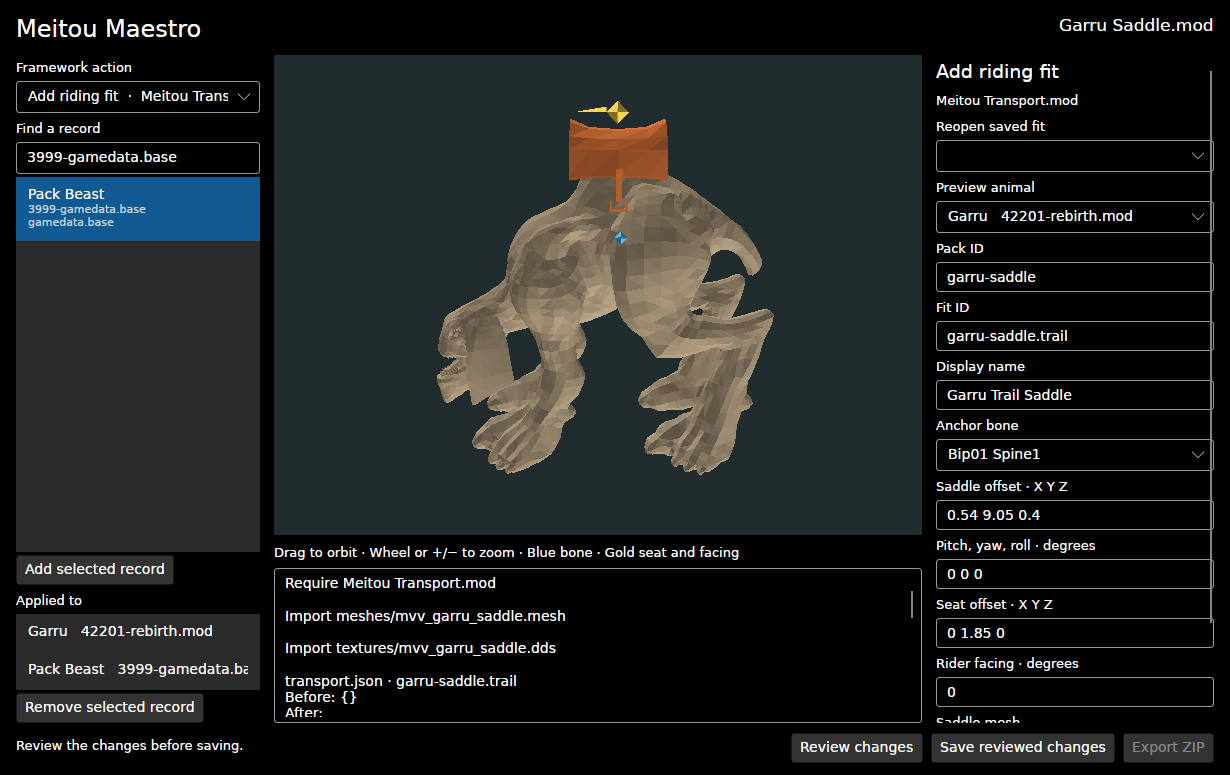 Meitou Maestro
Garru Saddle.mod
Framework action
Add riding fit · Meitou Trans
Find a record
3999-gamedata.base
Pack Beast
3999-gamedata.base
gamedata.base
Add selected record
Applied to
Garru 42201-rebirth.mod
Pack Beast 3999-gamedata.ba
Remove selected record
Review the changes before saving.
Drag to orbit · Wheel or +/− to zoom · Blue bone · Gold seat and facing
Require Meitou Transport.mod
Import meshes/mvv_garru_saddle.mesh
Import textures/mvv_garru_saddle.dds
transport.json · garru-saddle.trail
Before: {}
After:
Add riding fit
Meitou Transport.mod
Reopen saved fit
Preview animal
Garru 42201-rebirth.mod
Pack ID
garru-saddle
Fit ID
garru-saddle.trail
Display name
Garru Trail Saddle
Anchor bone
Bip01 Spine1
Saddle offset · X Y Z
0.54 9.05 0.4
Pitch, yaw, roll · degrees
0 0 0
Seat offset · X Y Z
0 1.85 0
Rider facing · degrees
0
Saddle mesh
Review changes
Save reviewed changes
Export ZIP